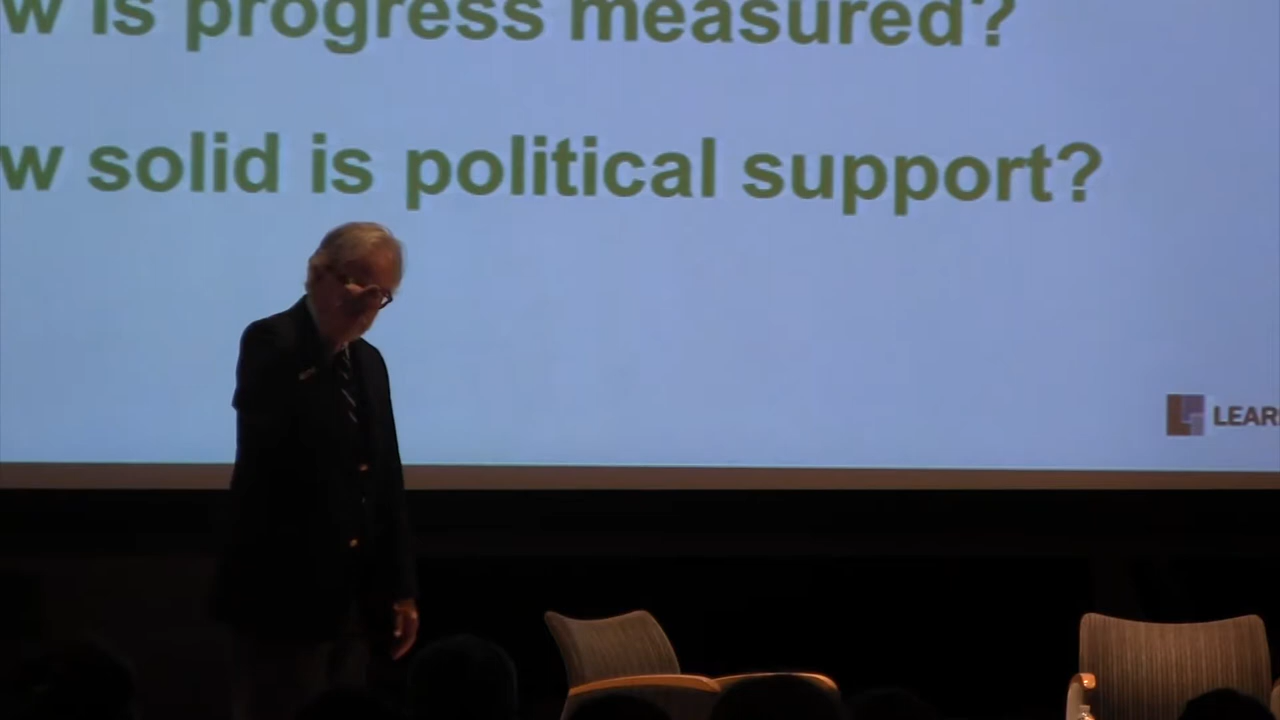 w is progress measured?
w solid is political support?
LEAR